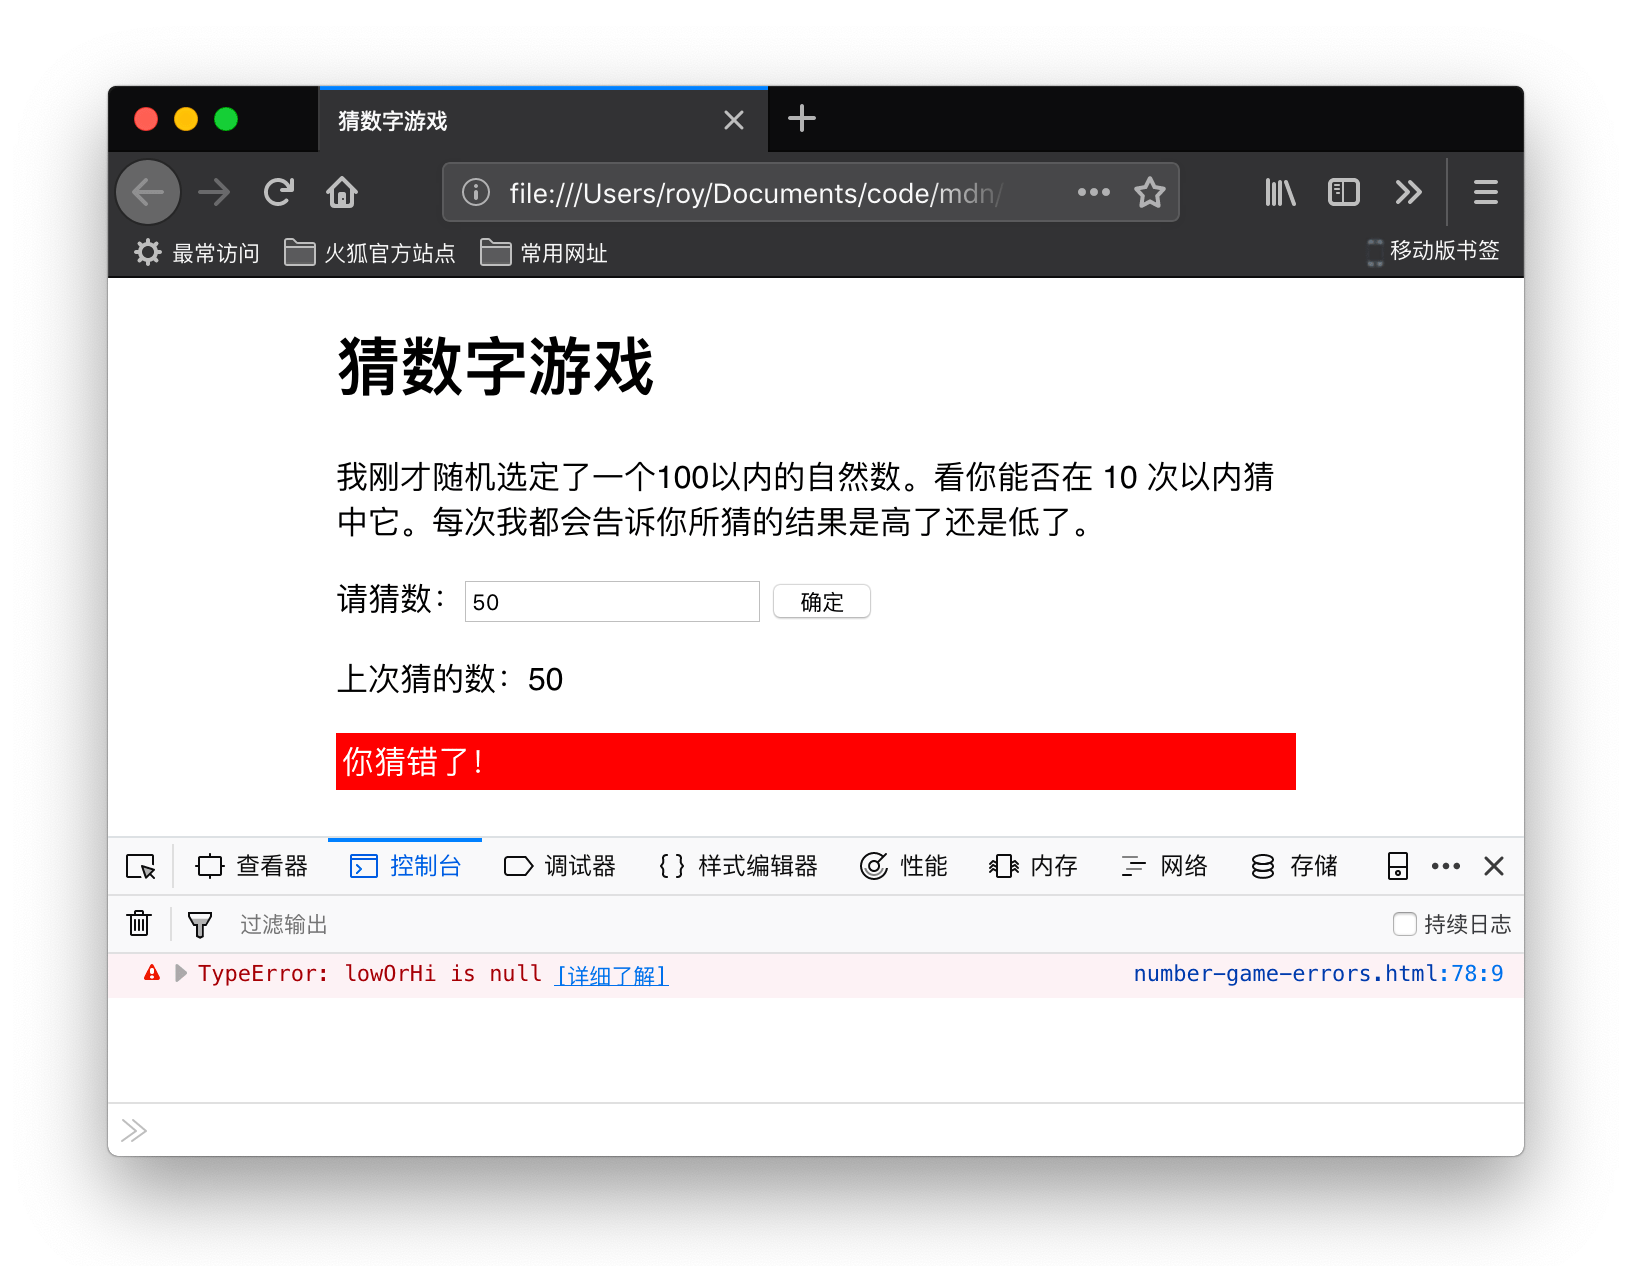 猜数字游戏
file:///Users/roy/Documents/code/mdn/
最常访问 火狐官方站点 常用网址 移动版书签
猜数字游戏
我刚才随机选定了一个100以内的自然数。看你能否在 10 次以内猜
中它。每次我都会告诉你所猜的结果是高了还是低了。
请猜数： 50 确定
上次猜的数：50
你猜错了！
查看器 控制台 调试器 样式编辑器 性能 内存 网络 存储
过滤输出 持续日志
TypeError: lowOrHi is null [详细了解] number-game-errors.html:78:9